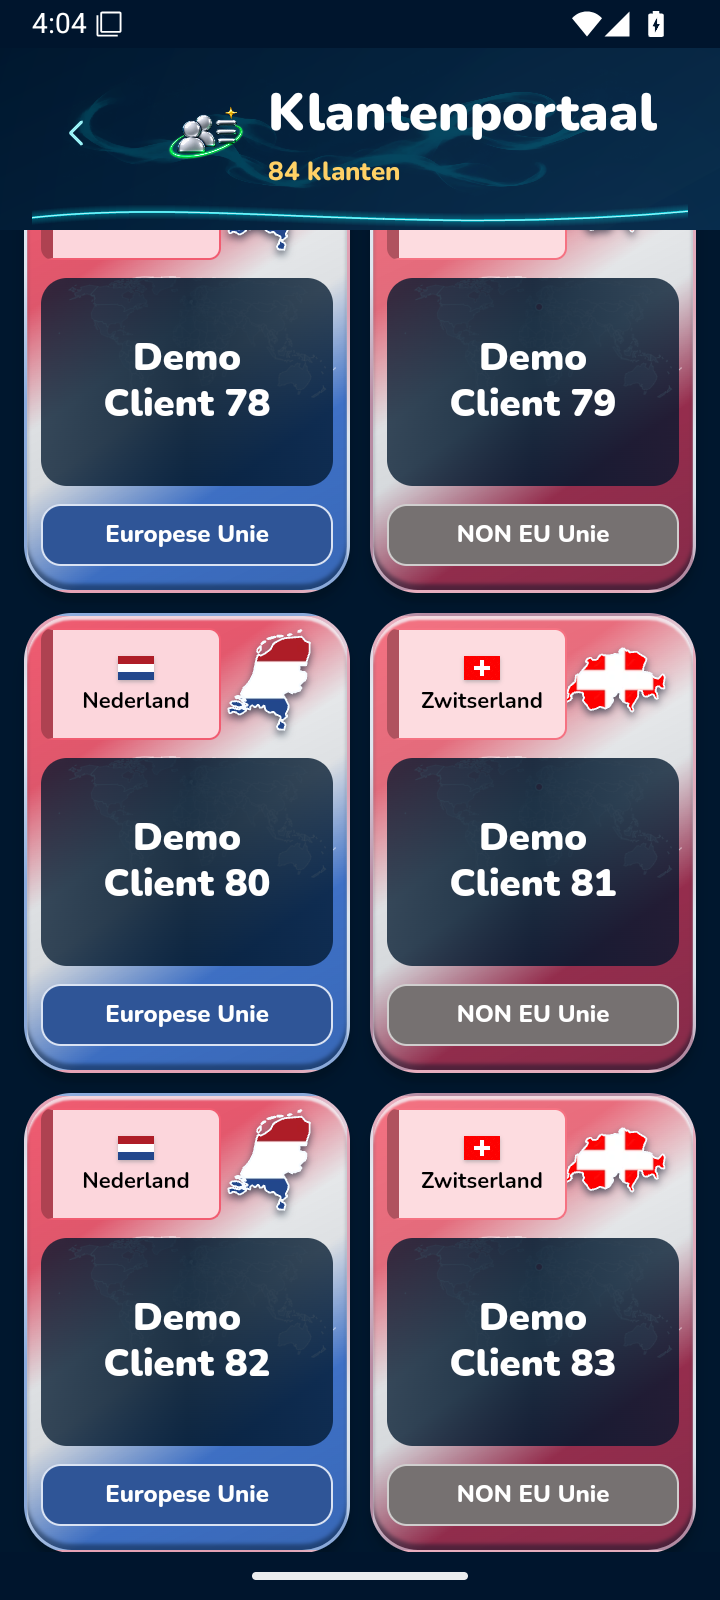 4:04
Klantenportaal
84 klanten
Demo
Client 78
Demo
Client 79
Europese Unie
NON EU Unie
Nederland
Zwitserland
Demo
Client 80
Demo
Client 81
Europese Unie
NON EU Unie
Nederland
Zwitserland
Demo
Client 82
Demo
Client 83
Europese Unie
NON EU Unie